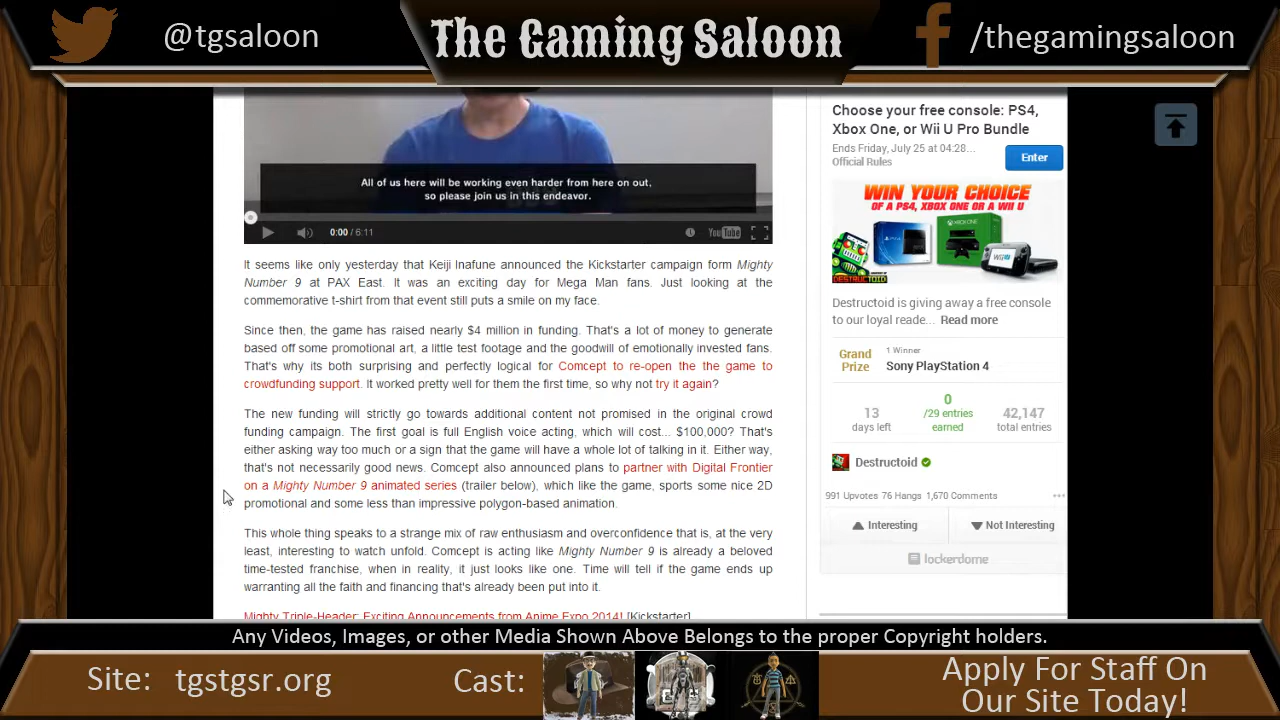 @tgsaloon
The Gaming Saloon
/thegamingsaloon
All of us here will be working even harder from here on out,
so please join us in this endeavor.
0:00 / 6:11
YouTube
It seems like only yesterday that Keiji Inafune announced the Kickstarter campaign form Mighty
Number 9 at PAX East. It was an exciting day for Mega Man fans. Just looking at the
commemorative t-shirt from that event still puts a smile on my face.
Since then, the game has raised nearly $4 million in funding. That's a lot of money to generate
based off some promotional art, a little test footage and the goodwill of emotionally invested fans.
That's why its both surprising and perfectly logical for Comcept to re-open the the game to
crowdfunding support. It worked pretty well for them the first time, so why not try it again?
The new funding will strictly go towards additional content not promised in the original crowd
funding campaign. The first goal is full English voice acting, which will cost... $100,000? That's
either asking way too much or a sign that the game will have a whole lot of talking in it. Either way,
that's not necessarily good news. Comcept also announced plans to partner with Digital Frontier
on a Mighty Number 9 animated series (trailer below), which like the game, sports some nice 2D
promotional and some less than impressive polygon-based animation.
This whole thing speaks to a strange mix of raw enthusiasm and overconfidence that is, at the very
least, interesting to watch unfold. Comcept is acting like Mighty Number 9 is already a beloved
time-tested franchise, when in reality, it just looks like one. Time will tell if the game ends up
warranting all the faith and financing that's already been put into it.
Mighty Triple-Header: Exciting Announcements from Anime Expo 2014! [Kickstarter]
Choose your free console: PS4,
Xbox One, or Wii U Pro Bundle
Ends Friday, July 25 at 04:28...
Official Rules
Enter
WIN YOUR CHOICE
OF A PS4, XBOX ONE OR A WII U
DESTRUCTOID
Destructoid is giving away a free console
to our loyal reade... Read more
Grand
Prize
1 Winner
Sony PlayStation 4
13
days left
0
/29 entries
earned
42,147
total entries
Destructoid
991 Upvotes 76 Hangs 1,670 Comments
Interesting
Not Interesting
lockerdome
Any Videos, Images, or other Media Shown Above Belongs to the proper Copyright holders.
Site: tgstgsr.org
Cast:
Apply For Staff On
Our Site Today!